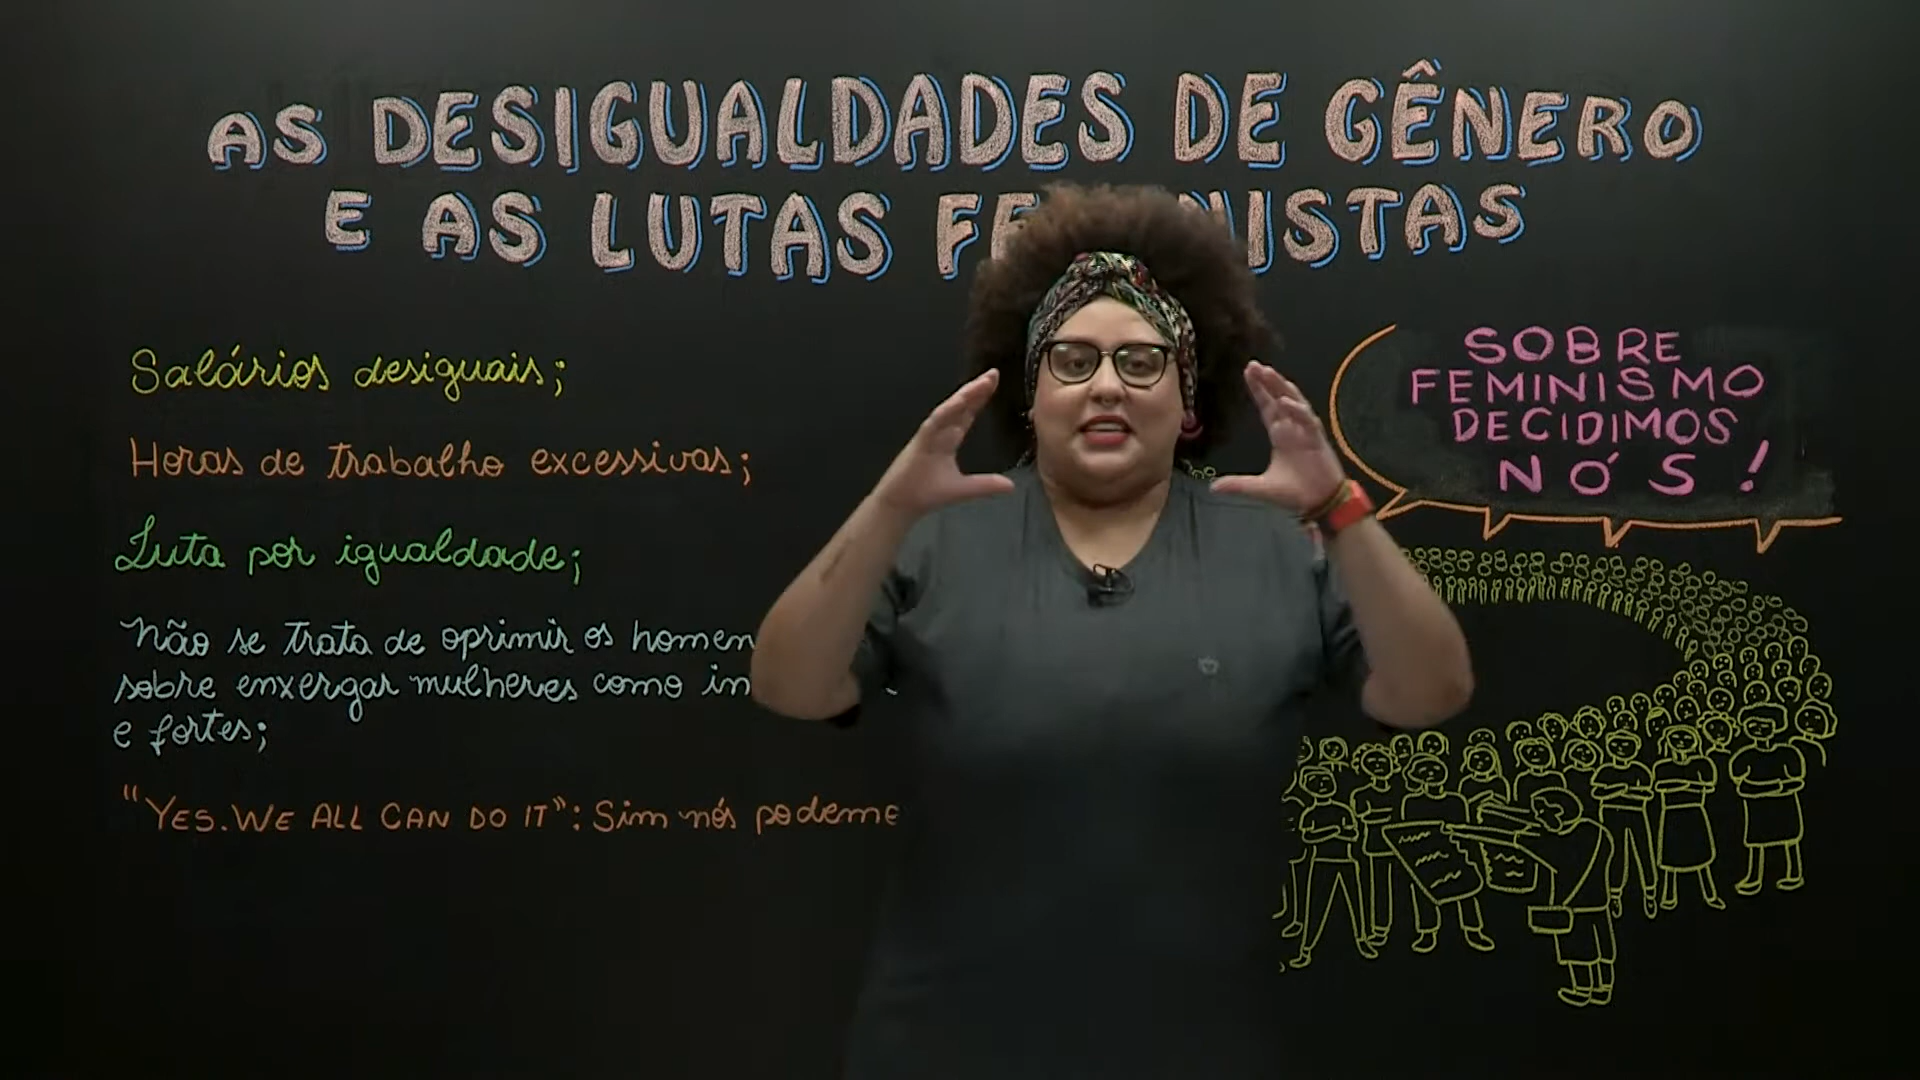 AS DESIGUALDADES DE GÊNERO
E AS LUTAS FE NISTAS
Salários desiguais;
Horas de trabalho excessivas;
Luta por igualdade;
Não se trata de oprimir os homen
sobre enxergar mulheres como in
e fortes;
"YES. WE ALL CAN DO IT": Sim nós podemo
SOBRE
FEMINISMO
DECIDIMOS
NÓS!